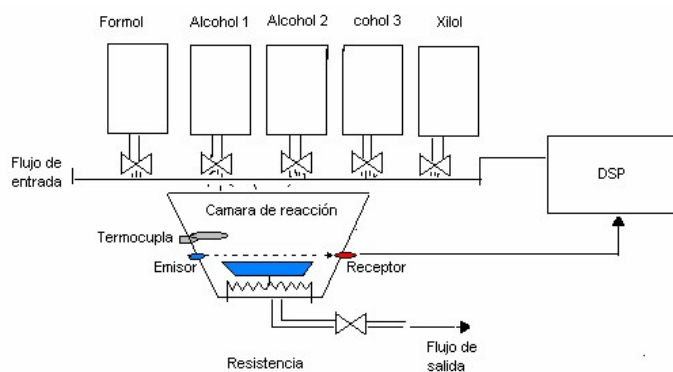 Formol
Alcohol 1
Alcohol 2
cohol 3
Xilol
Flujo de
entrada
DSP
Camara de reacción
Termocupla
Emisor
Receptor
Flujo de
salida
Resistencia